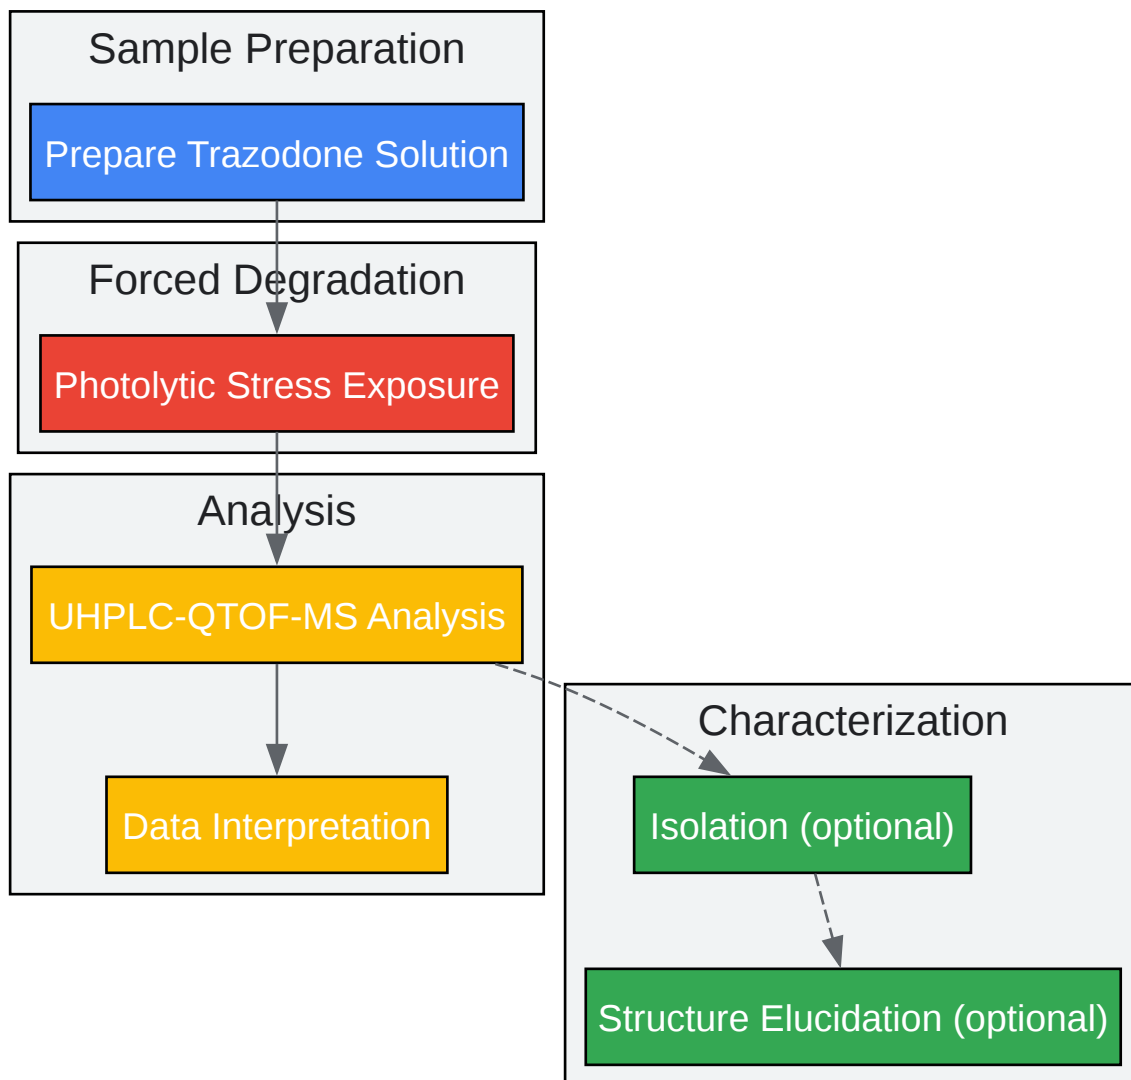 Sample Preparation
Prepare Trazodone Solution
Forced Degradation
Photolytic Stress Exposure
Analysis
UHPLC-QTOF-MS Analysis
Data Interpretation
Characterization
Isolation (optional)
Structure Elucidation (optional)